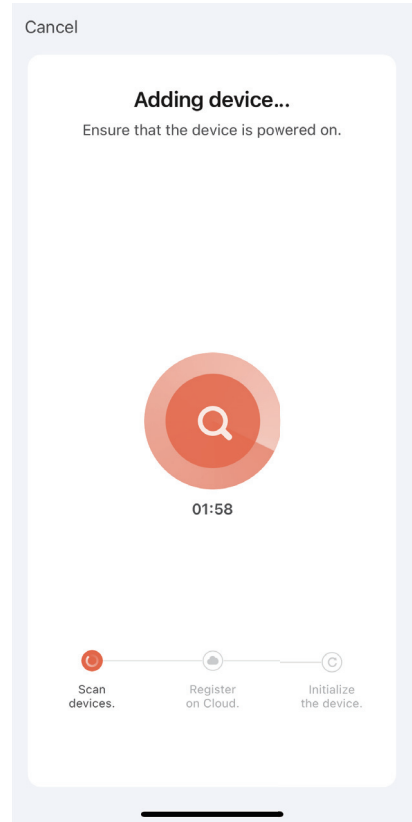 Cancel
Adding device...
Ensure that the device is powered on.
01:58
Scan
devices.
Register
on Cloud.
Initialize
the device.